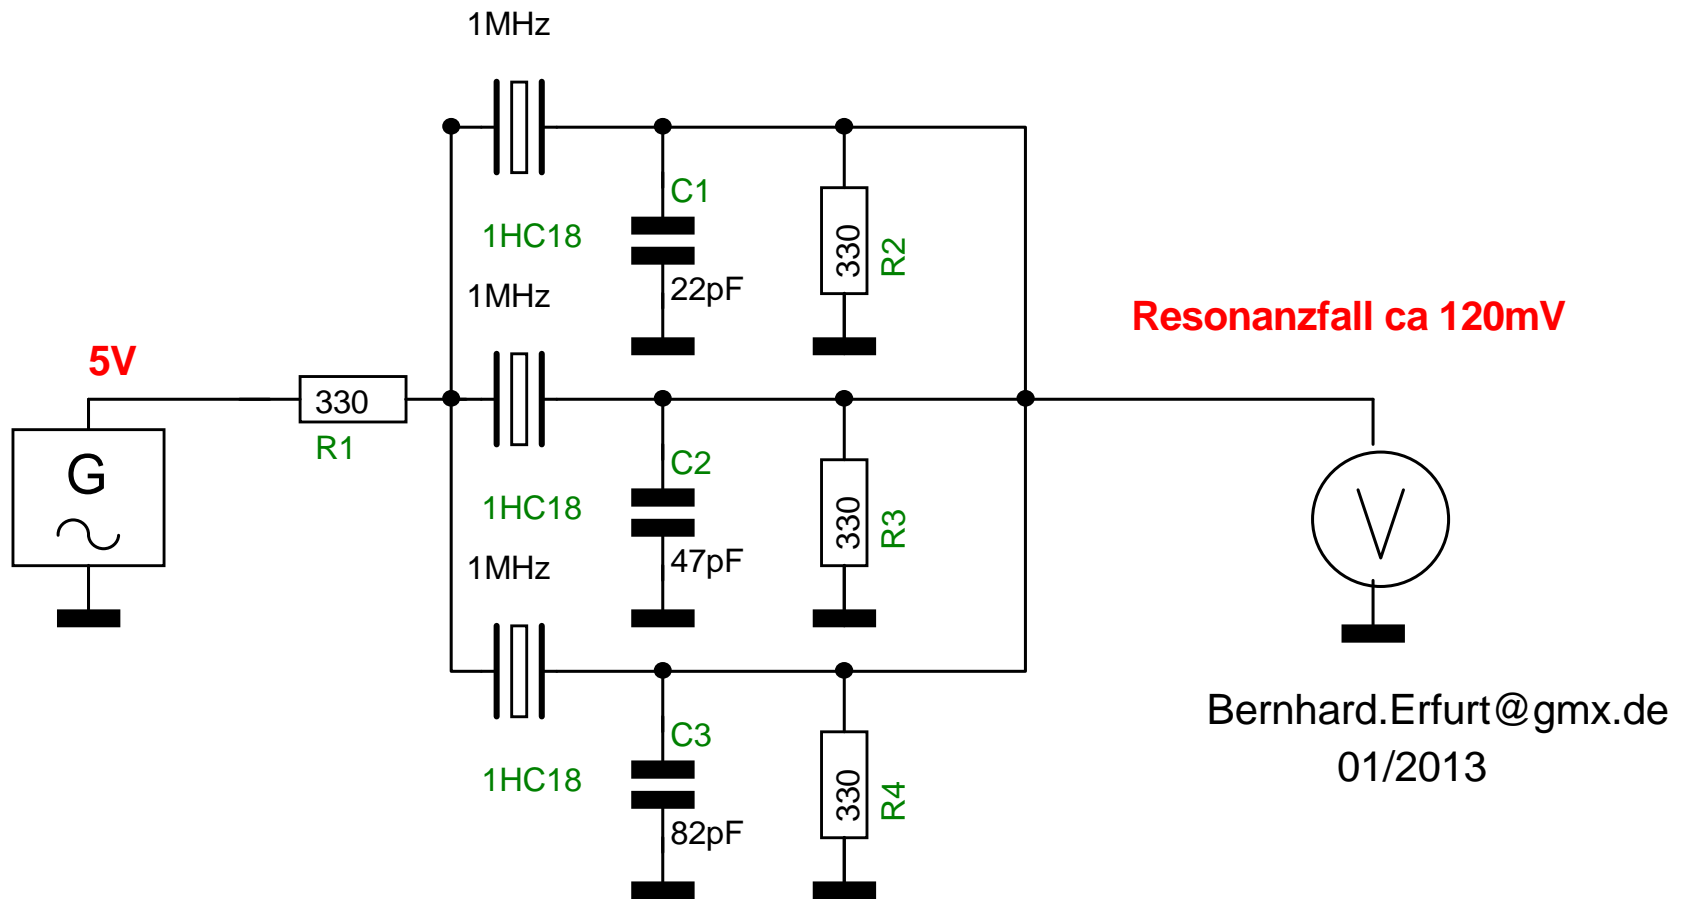 1MHz
C1
1HC18
330
R2
22pF
1MHz
Resonanzfall ca 120mV
5V
330
R1
G
C2
1HC18
330
R3
V
47pF
1MHz
Bernhard.Erfurt@gmx.de
01/2013
C3
1HC18
330
R4
82pF